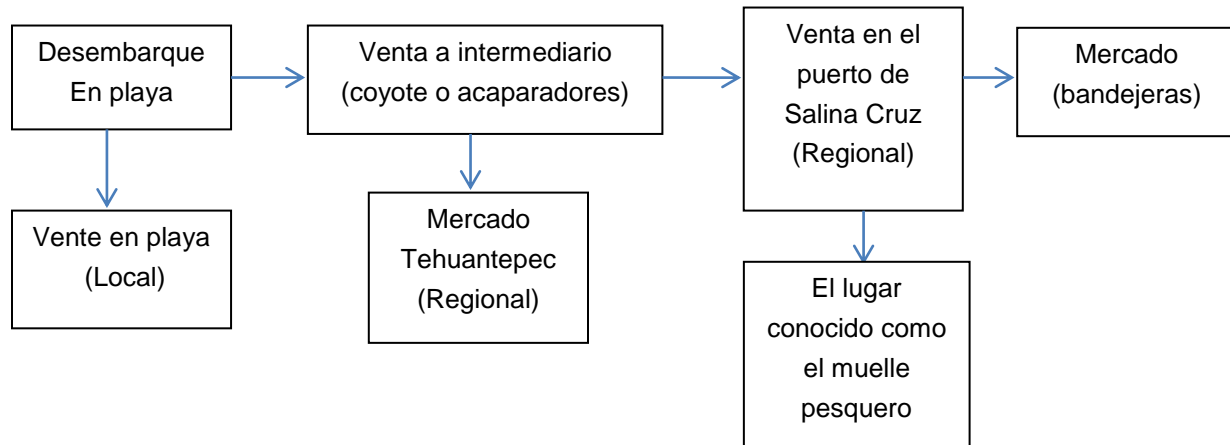 Desembarque
En playa
Venta a intermediario
(coyote o acaparadores)
Venta en el
puerto de
Salina Cruz
(Regional)
Mercado
(bandejeras)
Vente en playa
(Local)
Mercado
Tehuantepec
(Regional)
El lugar
conocido como
el muelle
pesquero